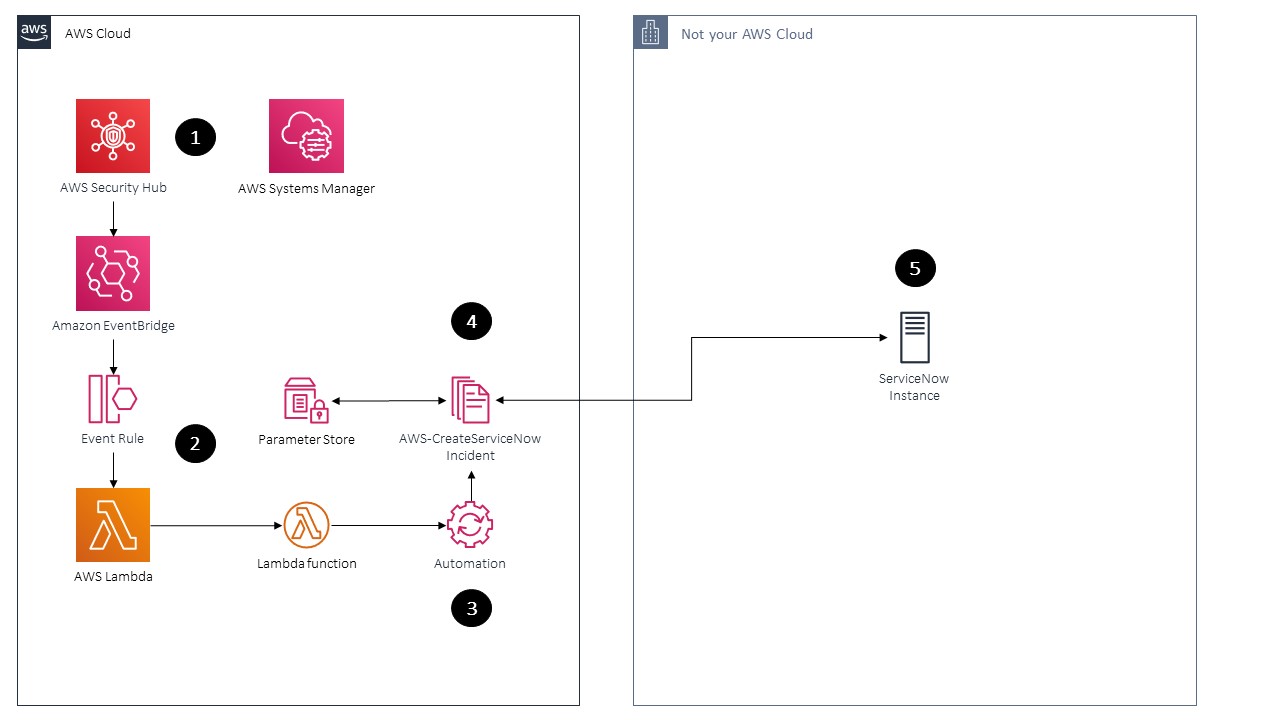 aws
AWS Cloud
Not your AWS Cloud
1
AWS Security Hub
AWS Systems Manager
Amazon EventBridge
5
4
ServiceNow
Instance
Event Rule
2
Parameter Store
AWS-CreateServiceNow
Incident
AWS Lambda
Lambda function
Automation
3